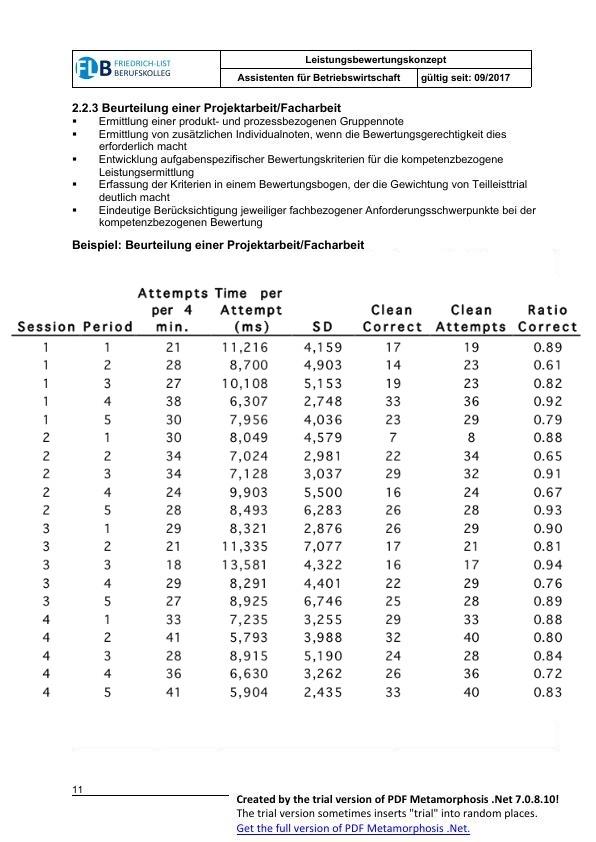 FLB FRIEDRICH-LIST
BERUFSKOLLEG
Leistungsbewertungskonzept
Assistenten für Betriebswirtschaft gültig seit: 09/2017
2.2.3 Beurteilung einer Projektarbeit/Facharbeit
▪ Ermittlung einer produkt- und prozessbezogenen Gruppennote
▪ Ermittlung von zusätzlichen Individualnoten, wenn die Bewertungsgerechtigkeit dies
erforderlich macht
▪ Entwicklung aufgabenspezifischer Bewertungskriterien für die kompetenzbezogene
Leistungsermittlung
▪ Erfassung der Kriterien in einem Bewertungsbogen, der die Gewichtung von Teilleisttrial
deutlich macht
▪ Eindeutige Berücksichtigung jeweiliger fachbezogener Anforderungsschwerpunkte bei der
kompetenzbezogenen Bewertung
Beispiel: Beurteilung einer Projektarbeit/Facharbeit
Attempts Time per
per 4 Attempt Clean Clean Ratio
Session Period min. (ms) SD Correct Attempts Correct
1 1 21 11,216 4,159 17 19 0.89
1 2 28 8,700 4,903 14 23 0.61
1 3 27 10,108 5,153 19 23 0.82
1 4 38 6,307 2,748 33 36 0.92
1 5 30 7,956 4,036 23 29 0.79
2 1 30 8,049 4,579 7 8 0.88
2 2 34 7,024 2,981 22 34 0.65
2 3 34 7,128 3,037 29 32 0.91
2 4 24 9,903 5,500 16 24 0.67
2 5 28 8,493 6,283 26 28 0.93
3 1 29 8,321 2,876 26 29 0.90
3 2 21 11,335 7,077 17 21 0.81
3 3 18 13,581 4,322 16 17 0.94
3 4 29 8,291 4,401 22 29 0.76
3 5 27 8,925 6,746 25 28 0.89
4 1 33 7,235 3,255 29 33 0.88
4 2 41 5,793 3,988 32 40 0.80
4 3 28 8,915 5,190 24 28 0.84
4 4 36 6,630 3,262 26 36 0.72
4 5 41 5,904 2,435 33 40 0.83
11
Created by the trial version of PDF Metamorphosis .Net 7.0.8.10!
The trial version sometimes inserts "trial" into random places.
Get the full version of PDF Metamorphosis .Net.